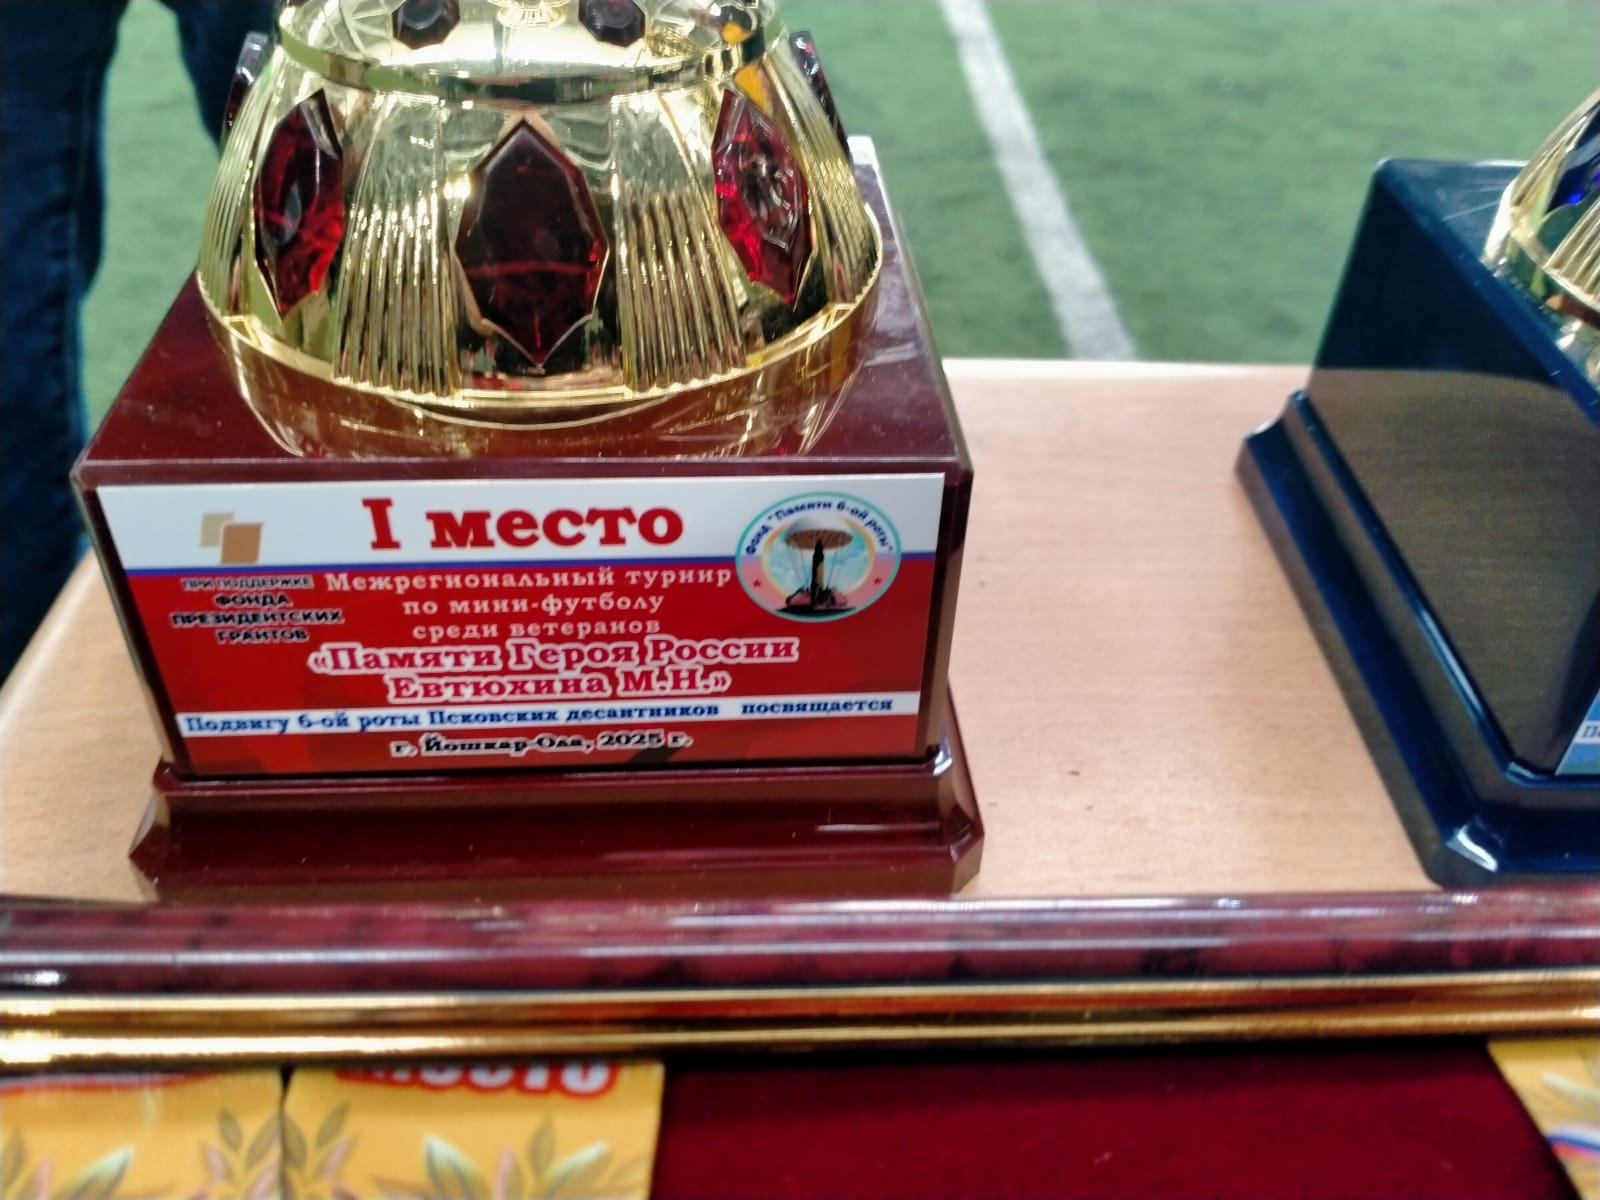 I место
Фонд "Памяти 6-ой роты"
ПРИ ПОДДЕРЖКЕ
ФОНДА
ПРЕЗИДЕНТСКИХ
ГРАНТОВ
Межрегиональный турнир
по мини-футболу
среди ветеранов
«Памяти Героя России
Евтюхина М.Н.»
Подвигу 6-ой роты Псковских десантников посвящается
г. Йошкар-Ола, 2025 г.
место